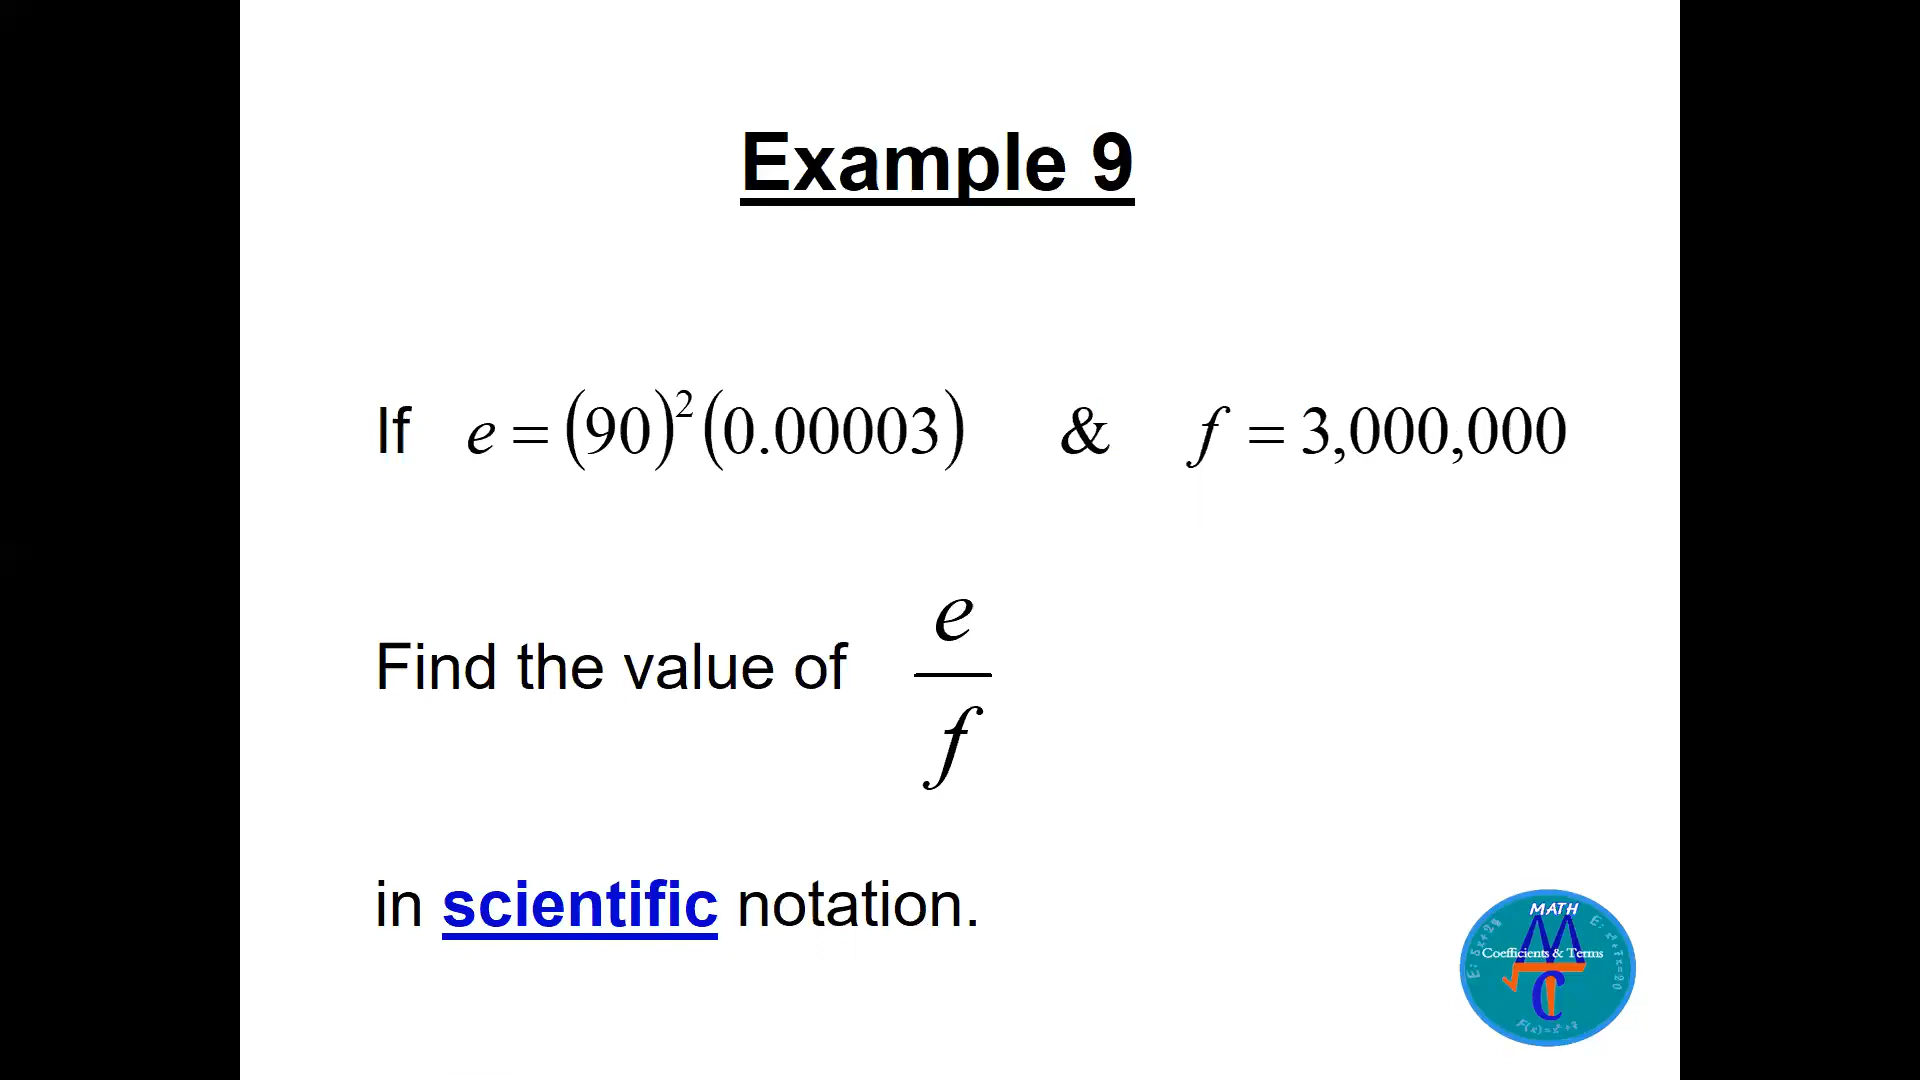 Example 9
If e = (90)²(0.00003) & f = 3,000,000
Find the value of e/f
in scientific notation.
MATH
Coefficients & Terms